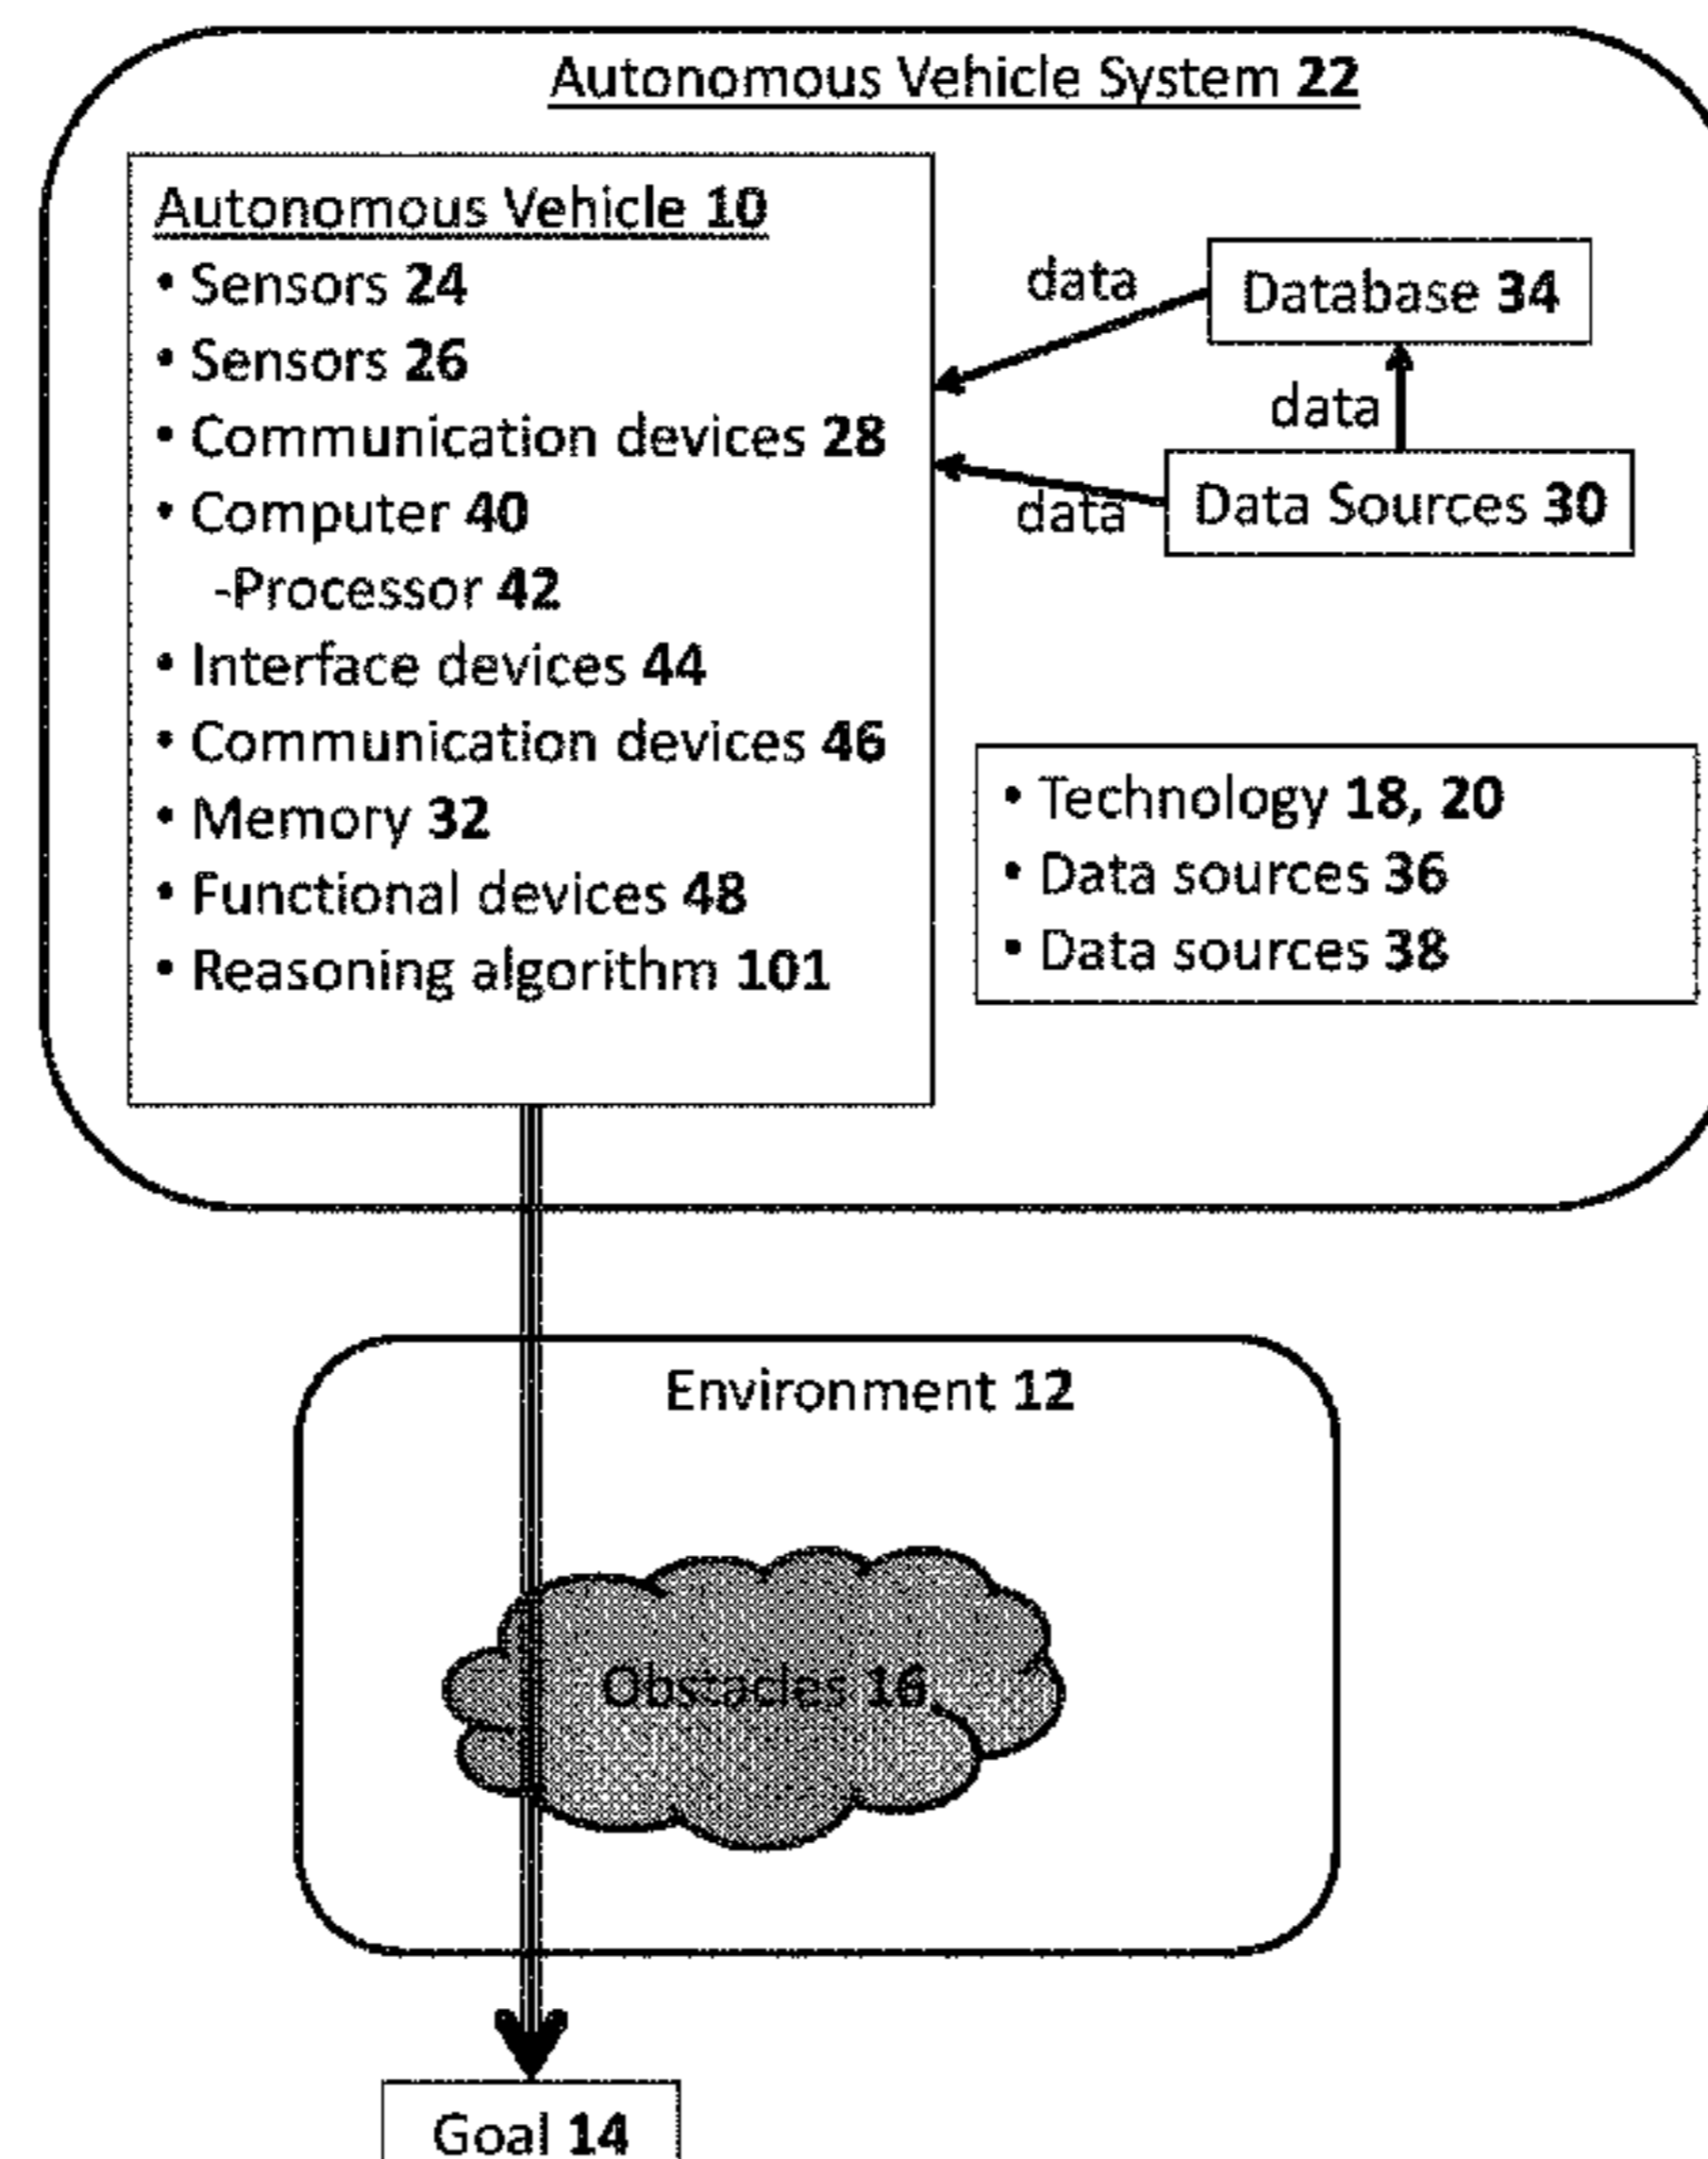 Autonomous Vehicle System 22
Autonomous Vehicle 10
• Sensors 24
• Sensors 26
• Communication devices 28
• Computer 40
-Processor 42
• Interface devices 44
• Communication devices 46
• Memory 32
• Functional devices 48
• Reasoning algorithm 101
data
Database 34
data
data
Data Sources 30
• Technology 18, 20
• Data sources 36
• Data sources 38
Environment 12
Obstacles 16
Goal 14